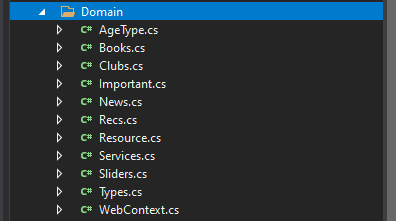 Domain
C# AgeType.cs
C# Books.cs
C# Clubs.cs
C# Important.cs
C# News.cs
C# Recs.cs
C# Resource.cs
C# Services.cs
C# Sliders.cs
C# Types.cs
C# WebContext.cs